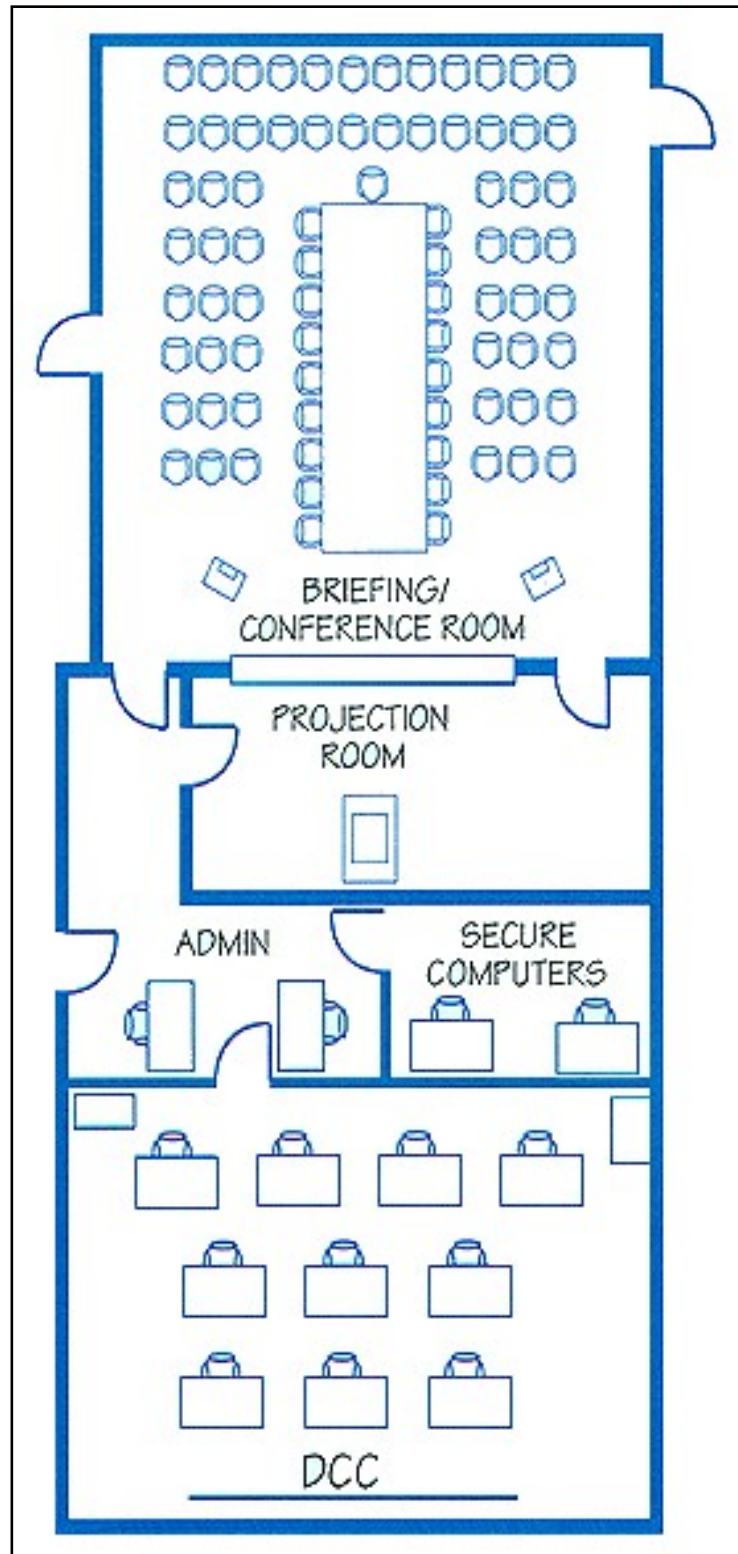 BRIEFING/
CONFERENCE ROOM
PROJECTION
ROOM
ADMIN
SECURE
COMPUTERS
DCC